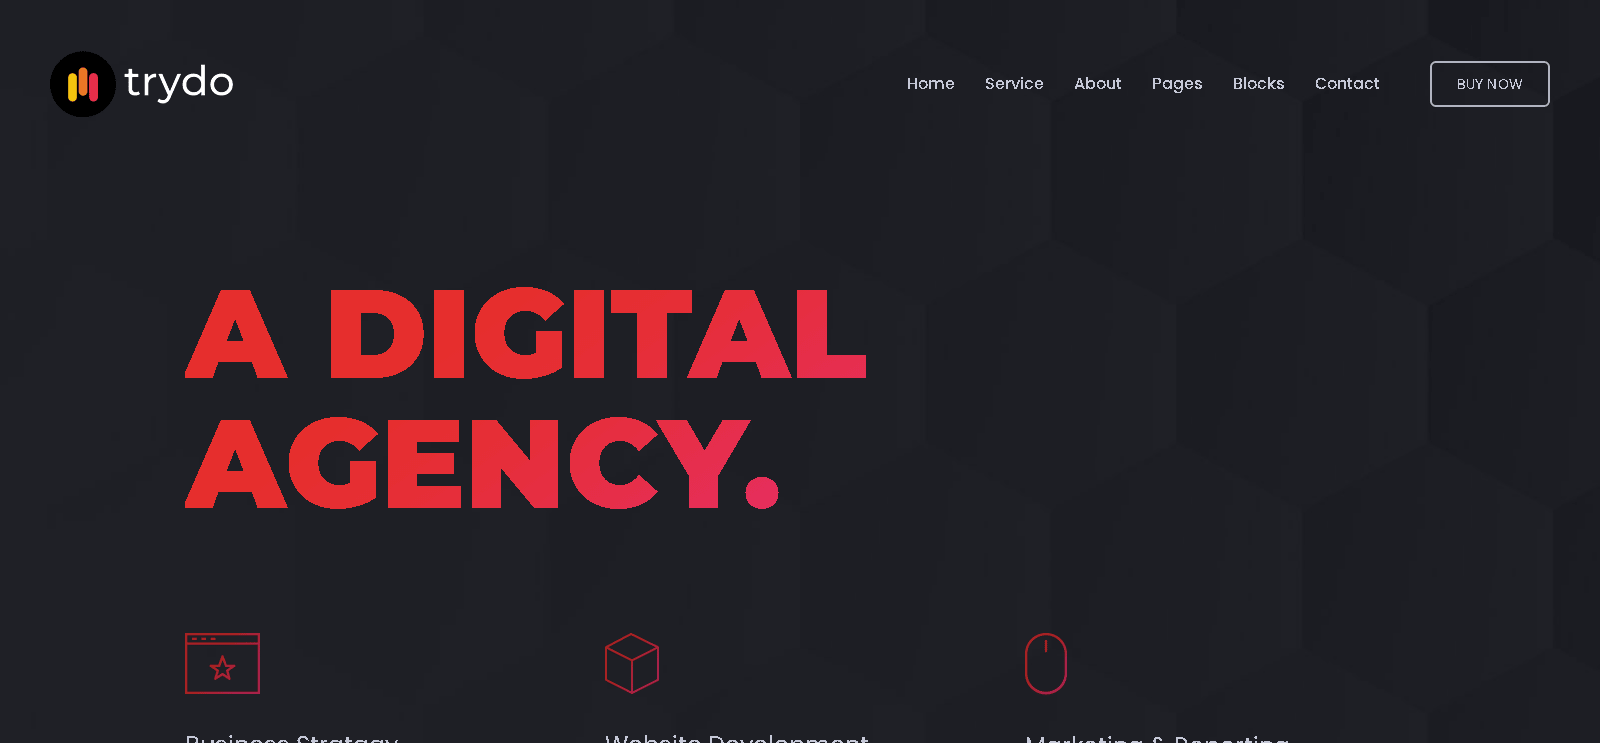 trydo
Home Service About Pages Blocks Contact BUY NOW
A DIGITAL
AGENCY.
Business Strategy Website Development Marketing & Reporting